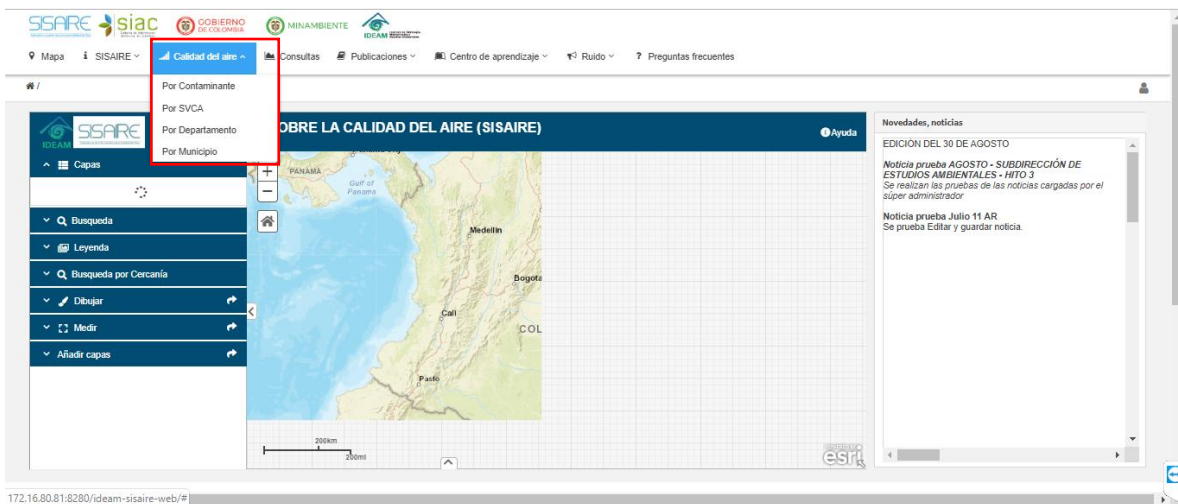 SISAIRE siac GOBIERNO DE COLOMBIA MINAMBIENTE IDEAM
Mapa SISAIRE Calidad del aire Consultas Publicaciones Centro de aprendizaje Ruido ? Preguntas frecuentes
/
Por Contaminante
Por SVCA
Por Departamento
Por Municipio
IDEAM SISAIRE
OBRE LA CALIDAD DEL AIRE (SISAIRE)
Ayuda
Capas
Busqueda
Leyenda
Busqueda por Cercanía
Dibujar
Medir
Añadir capas
+
−
PANAMÁ
Gulf of
Panama
Medellin
Bogota
Cali
COL
Pasto
200km
200mi
esri
Novedades, noticias
EDICIÓN DEL 30 DE AGOSTO
Noticia prueba AGOSTO - SUBDIRECCIÓN DE
ESTUDIOS AMBIENTALES - HITO 3
Se realizan las pruebas de las noticias cargadas por el
súper administrador
Noticia prueba Julio 11 AR
Se prueba Editar y guardar noticia.
172.16.80.81:8280/ideam-sisaire-web/#